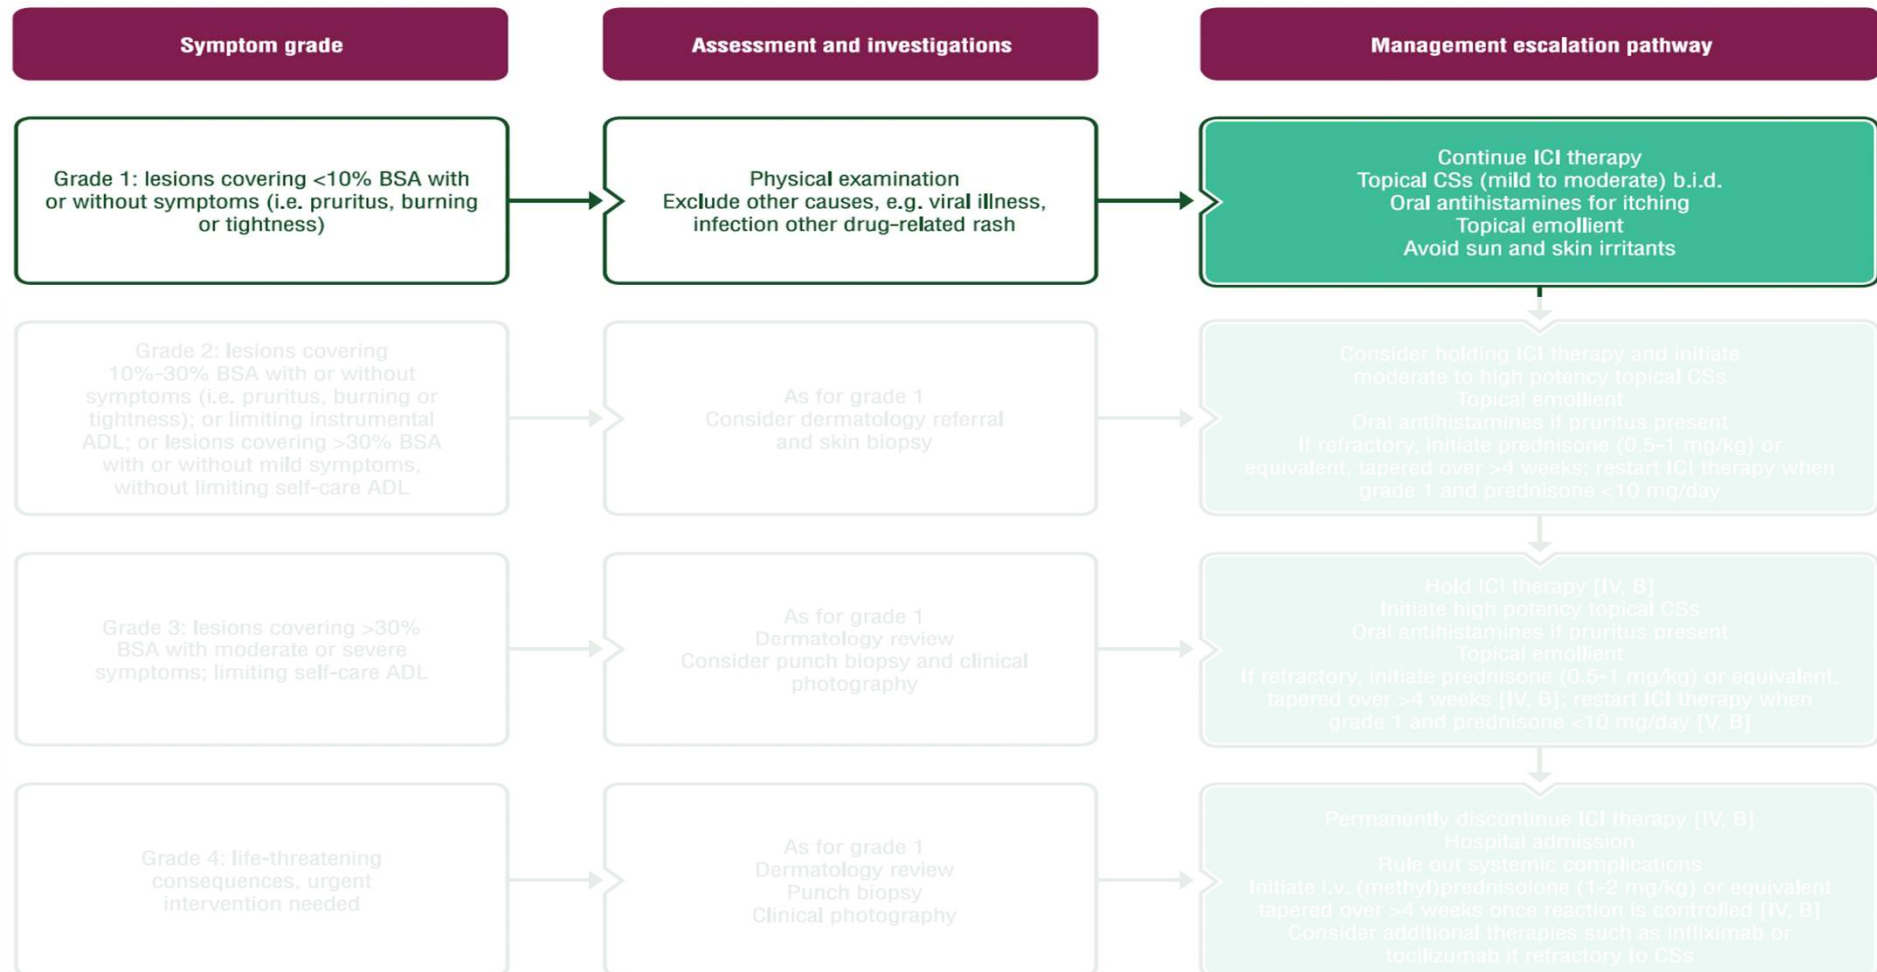 Symptom grade
Assessment and investigations
Management escalation pathway
Grade 1: lesions covering <10% BSA with
or without symptoms (i.e. pruritus, burning
or tightness)
Physical examination
Exclude other causes, e.g. viral illness,
infection other drug-related rash
Continue ICI therapy
Topical CSs (mild to moderate) b.i.d.
Oral antihistamines for itching
Topical emollient
Avoid sun and skin irritants
Grade 2: lesions covering
10%-30% BSA with or without
symptoms (i.e. pruritus, burning or
tightness); or limiting instrumental
ADL; or lesions covering >30% BSA
with or without mild symptoms,
without limiting self-care ADL
As for grade 1
Consider dermatology referral
and skin biopsy
Consider holding ICI therapy and initiate
moderate to high potency topical CSs
Topical emollient
Oral antihistamines if pruritus present
If refractory, initiate prednisone (0.5-1 mg/kg) or
equivalent, tapered over >4 weeks; restart ICI therapy when
grade 1 and prednisone <10 mg/day
Grade 3: lesions covering >30%
BSA with moderate or severe
symptoms; limiting self-care ADL
As for grade 1
Dermatology review
Consider punch biopsy and clinical
photography
Hold ICI therapy [IV, B]
Initiate high potency topical CSs
Oral antihistamines if pruritus present
Topical emollient
If refractory, initiate prednisone (0.5-1 mg/kg) or equivalent,
tapered over >4 weeks [IV, B]; restart ICI therapy when
grade 1 and prednisone <10 mg/day [V, B]
Grade 4: life-threatening
consequences, urgent
intervention needed
As for grade 1
Dermatology review
Punch biopsy
Clinical photography
Permanently discontinue ICI therapy [IV, B]
Hospital admission
Rule out systemic complications
Initiate i.v. (methyl)prednisolone (1-2 mg/kg) or equivalent
tapered over >4 weeks once reaction is controlled [IV, B]
Consider additional therapies such as infliximab or
tocilizumab if refractory to CSs